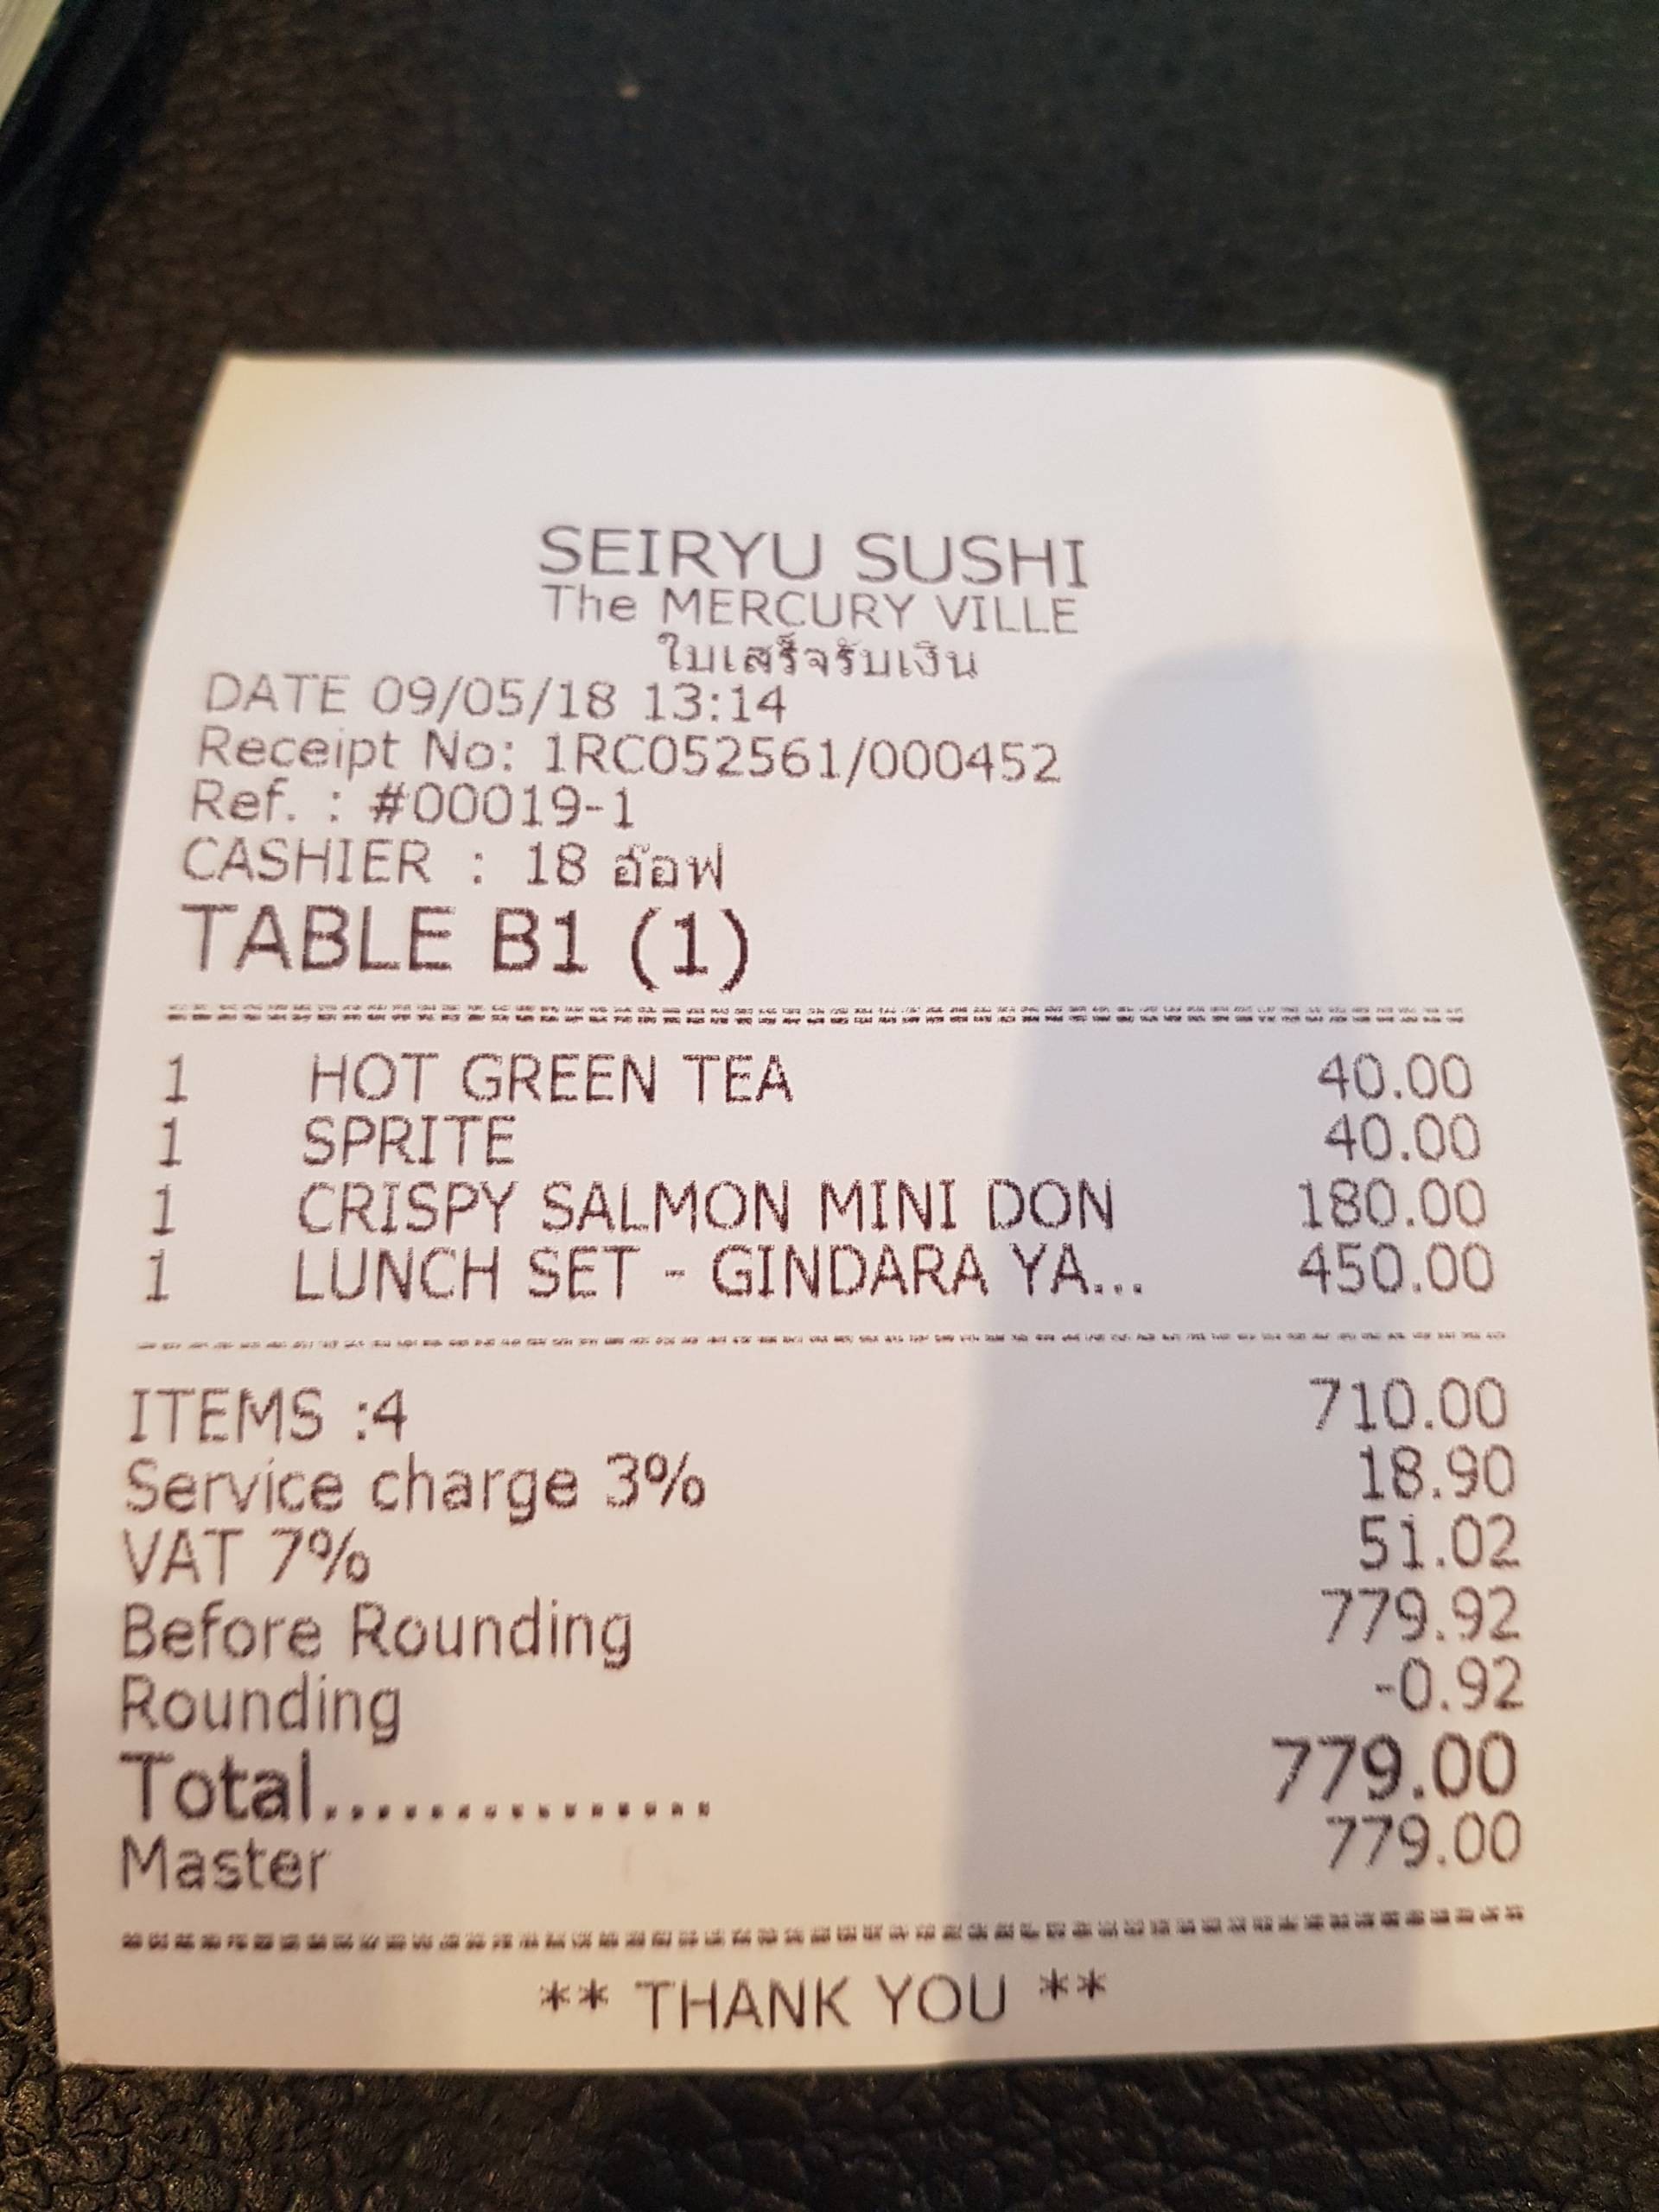 SEIRYU SUSHI
The MERCURY VILLE
ใบเสร็จรับเงิน
DATE 09/05/18 13:14
Receipt No: 1RC052561/000452
Ref. : #00019-1
CASHIER : 18 อ๊อฟ
TABLE B1 (1)
1 HOT GREEN TEA 40.00
1 SPRITE 40.00
1 CRISPY SALMON MINI DON 180.00
1 LUNCH SET - GINDARA YA... 450.00
ITEMS :4 710.00
Service charge 3% 18.90
VAT 7% 51.02
Before Rounding 779.92
Rounding -0.92
Total............... 779.00
Master 779.00
** THANK YOU **